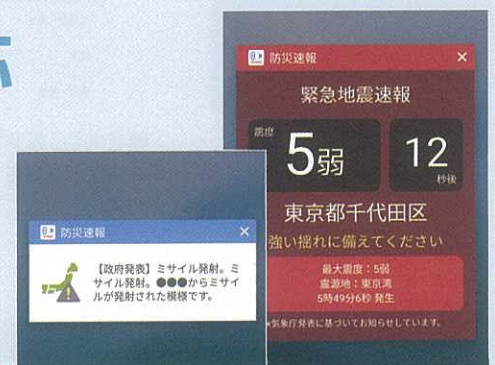 防災速報 ×
緊急地震速報
震度
5弱
12
秒後
東京都千代田区
強い揺れに備えてください
最大震度:5弱
震源地:東京湾
5時49分6秒 発生
※気象庁発表に基づいてお知らせしています。
防災速報 ×
【政府発表】ミサイル発射。ミ
サイル発射。●●●からミサイ
ルが発射された模様です。